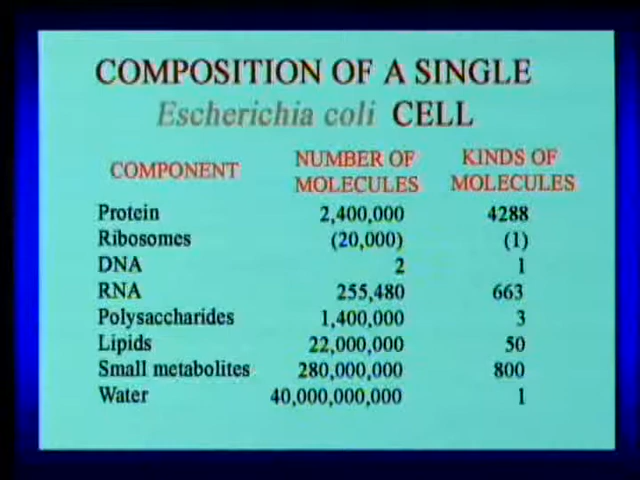 COMPOSITION OF A SINGLE
Escherichia coli CELL
COMPONENT NUMBER OF MOLECULES KINDS OF MOLECULES
Protein 2,400,000 4288
Ribosomes (20,000) (1)
DNA 2 1
RNA 255,480 663
Polysaccharides 1,400,000 3
Lipids 22,000,000 50
Small metabolites 280,000,000 800
Water 40,000,000,000 1